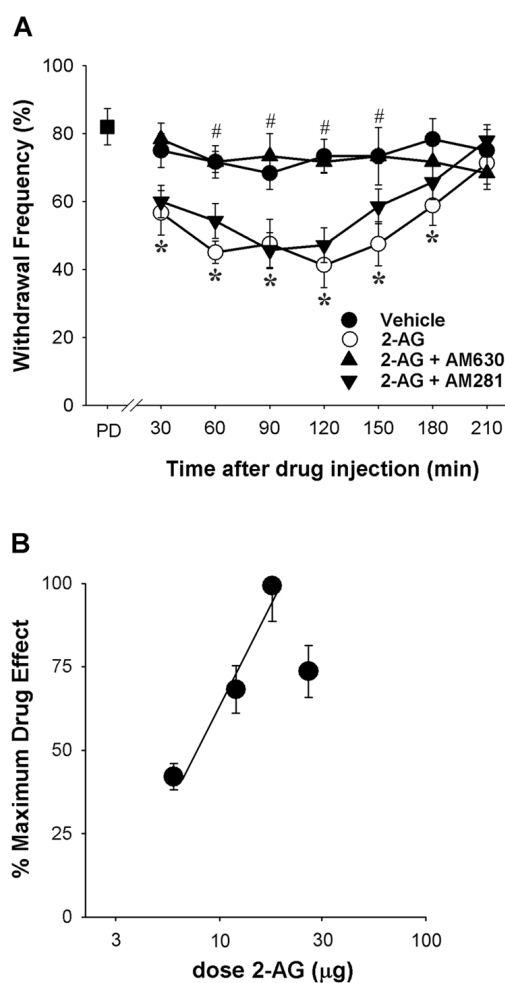 A
Withdrawal Frequency (%)
100
80
60
40
20
0
# # # #
* * * * * *
Vehicle
2-AG
2-AG + AM630
2-AG + AM281
PD 30 60 90 120 150 180 210
Time after drug injection (min)
B
% Maximum Drug Effect
100
75
50
25
0
3 10 30 100
dose 2-AG (µg)